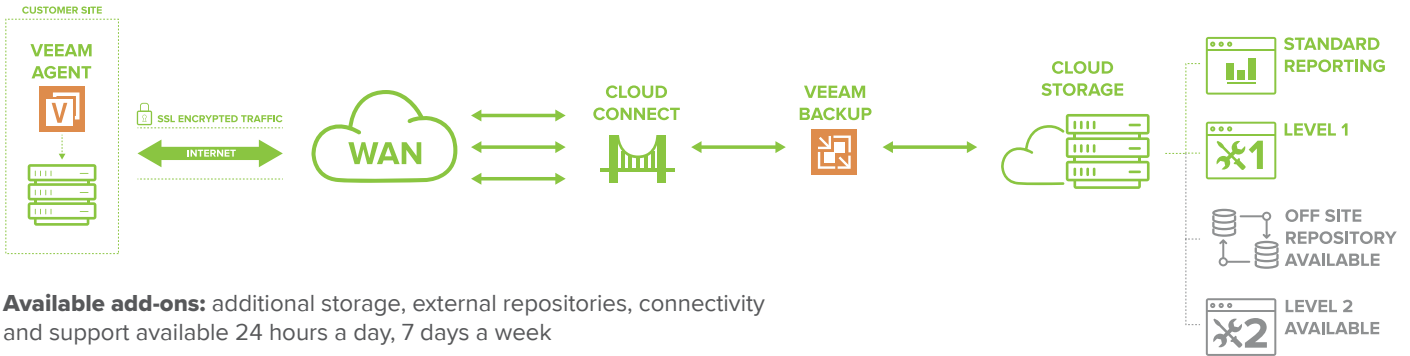 CUSTOMER SITE
VEEAM
AGENT
V
SSL ENCRYPTED TRAFFIC
INTERNET
WAN
CLOUD
CONNECT
VEEAM
BACKUP
CLOUD
STORAGE
STANDARD
REPORTING
1
LEVEL 1
OFF SITE
REPOSITORY
AVAILABLE
2
LEVEL 2
AVAILABLE
Available add-ons: additional storage, external repositories, connectivity
and support available 24 hours a day, 7 days a week